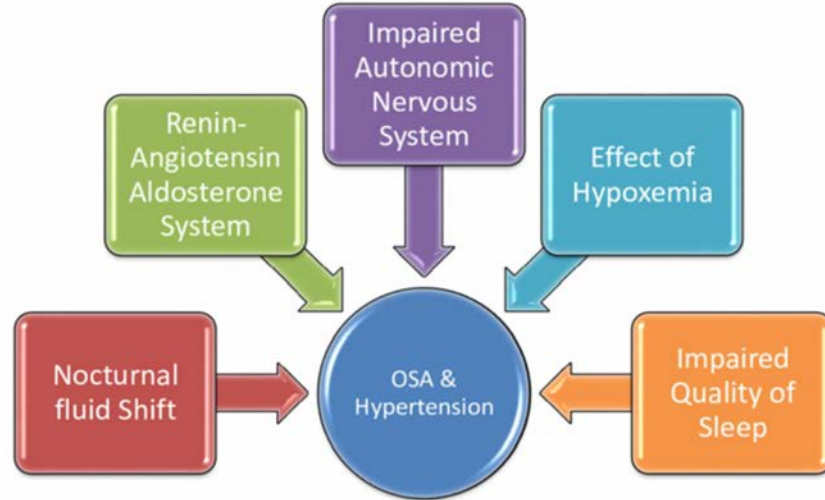 Impaired
Autonomic
Nervous
System
Renin-
Angiotensin
Aldosterone
System
Effect of
Hypoxemia
Nocturnal
fluid Shift
OSA &
Hypertension
Impaired
Quality of
Sleep